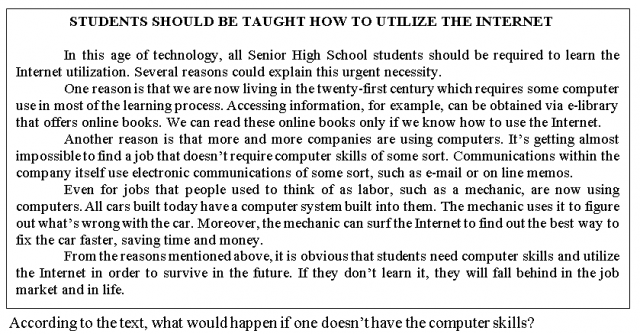 STUDENTS SHOULD BE TAUGHT HOW TO UTILIZE THE INTERNET
In this age of technology, all Senior High School students should be required to learn the
Internet utilization. Several reasons could explain this urgent necessity.
One reason is that we are now living in the twenty-first century which requires some computer
use in most of the learning process. Accessing information, for example, can be obtained via e-library
that offers online books. We can read these online books only if we know how to use the Internet.
Another reason is that more and more companies are using computers. It's getting almost
impossible to find a job that doesn't require computer skills of some sort. Communications within the
company itself use electronic communications of some sort, such as e-mail or on line memos.
Even for jobs that people used to think of as labor, such as a mechanic, are now using
computers. All cars built today have a computer system built into them. The mechanic uses it to figure
out what's wrong with the car. Moreover, the mechanic can surf the Internet to find out the best way to
fix the car faster, saving time and money.
From the reasons mentioned above, it is obvious that students need computer skills and utilize
the Internet in order to survive in the future. If they don't learn it, they will fall behind in the job
market and in life.
According to the text, what would happen if one doesn't have the computer skills?